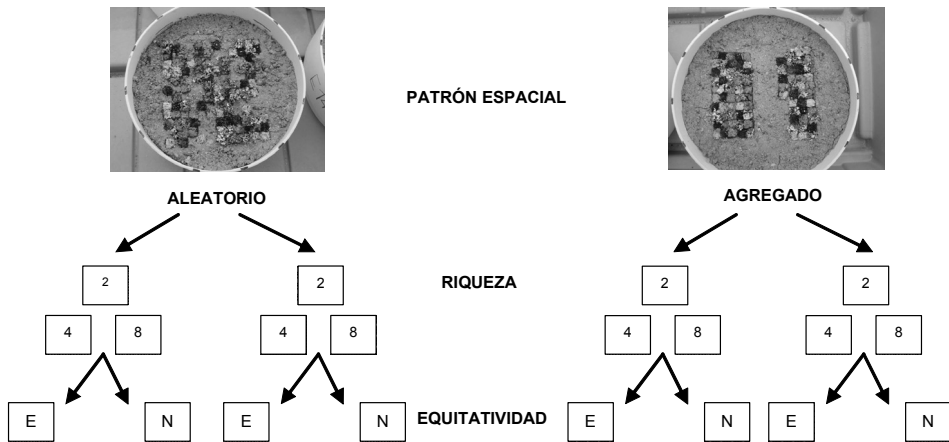 PATRÓN ESPACIAL
ALEATORIO AGREGADO
2 2 RIQUEZA 2 2
4 8 4 8 4 8 4 8
E N E N EQUITATIVIDAD E N E N